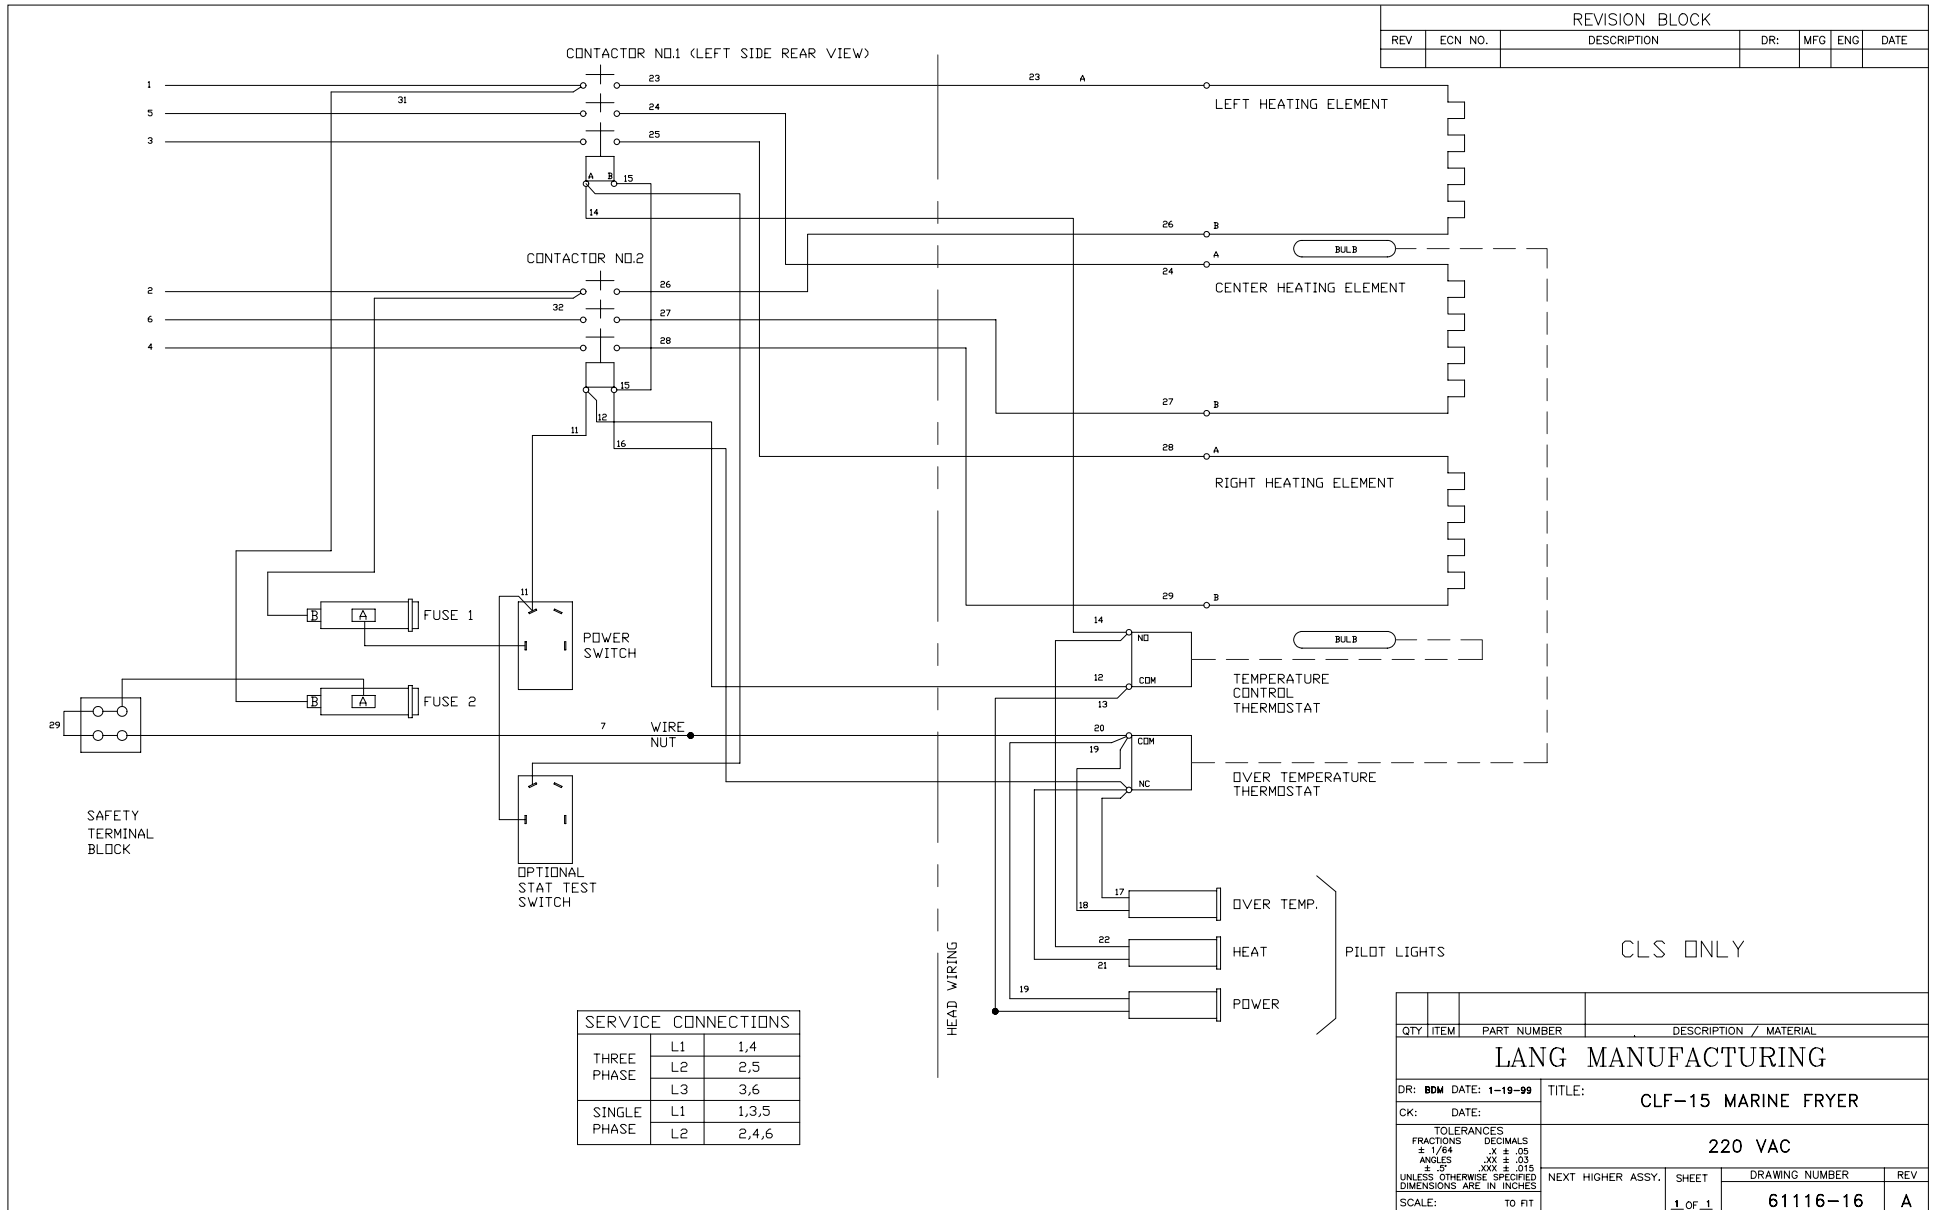 REVISION BLOCK
REV ECN NO. DESCRIPTION DR: MFG ENG DATE
CONTACTOR NO.1 (LEFT SIDE REAR VIEW)
1
31
23
23 A
LEFT HEATING ELEMENT
5
24
3
25
A B 15
14
26 B
BULB
CONTACTOR NO.2
A
24
CENTER HEATING ELEMENT
2
26
32
6
27
4
28
15
12
11
16
27 B
28 A
RIGHT HEATING ELEMENT
29 B
11
B A FUSE 1
POWER
SWITCH
14
NO
BULB
12 COM
13
TEMPERATURE
CONTROL
THERMOSTAT
B A FUSE 2
29
7
WIRE
NUT
20
COM
19
NC
OVER TEMPERATURE
THERMOSTAT
SAFETY
TERMINAL
BLOCK
OPTIONAL
STAT TEST
SWITCH
17
18
OVER TEMP.
22
21
HEAT
PILOT LIGHTS
19
POWER
HEAD WIRING
CLS ONLY
SERVICE CONNECTIONS
THREE PHASE
L1 1,4
L2 2,5
L3 3,6
SINGLE PHASE
L1 1,3,5
L2 2,4,6
QTY ITEM PART NUMBER . DESCRIPTION / MATERIAL
LANG MANUFACTURING
DR: BDM DATE: 1-19-99
TITLE:
CLF-15 MARINE FRYER
CK: DATE:
TOLERANCES
FRACTIONS DECIMALS
± 1/64 .X ± .05
ANGLES .XX ± .03
± .5° .XXX ± .015
UNLESS OTHERWISE SPECIFIED
DIMENSIONS ARE IN INCHES
220 VAC
NEXT HIGHER ASSY. SHEET DRAWING NUMBER REV
SCALE: TO FIT
1 OF 1
61116-16 A